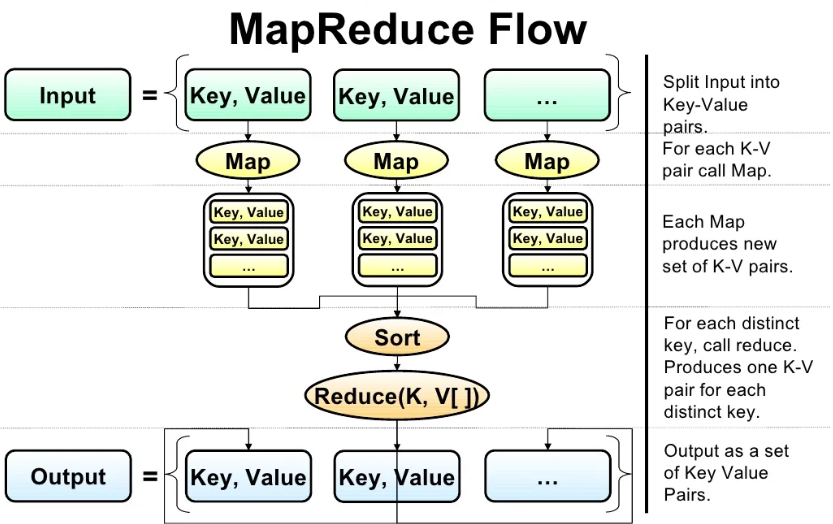 MapReduce Flow
Input = Key, Value Key, Value ...
Split Input into
Key-Value
pairs.
Map Map Map
For each K-V
pair call Map.
Key, Value Key, Value Key, Value
Key, Value Key, Value Key, Value
... ... ...
Each Map
produces new
set of K-V pairs.
Sort
Reduce(K, V[ ])
For each distinct
key, call reduce.
Produces one K-V
pair for each
distinct key.
Output = Key, Value Key, Value ...
Output as a set
of Key Value
Pairs.